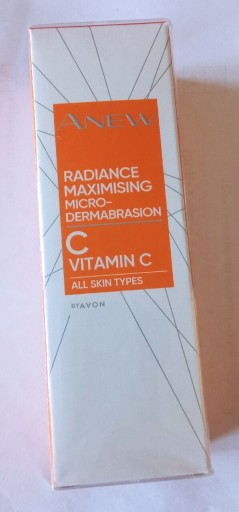 ANEW
RADIANCE
MAXIMISING
MICRO-
DERMABRASION
C
VITAMIN C
ALL SKIN TYPES
BY AVON